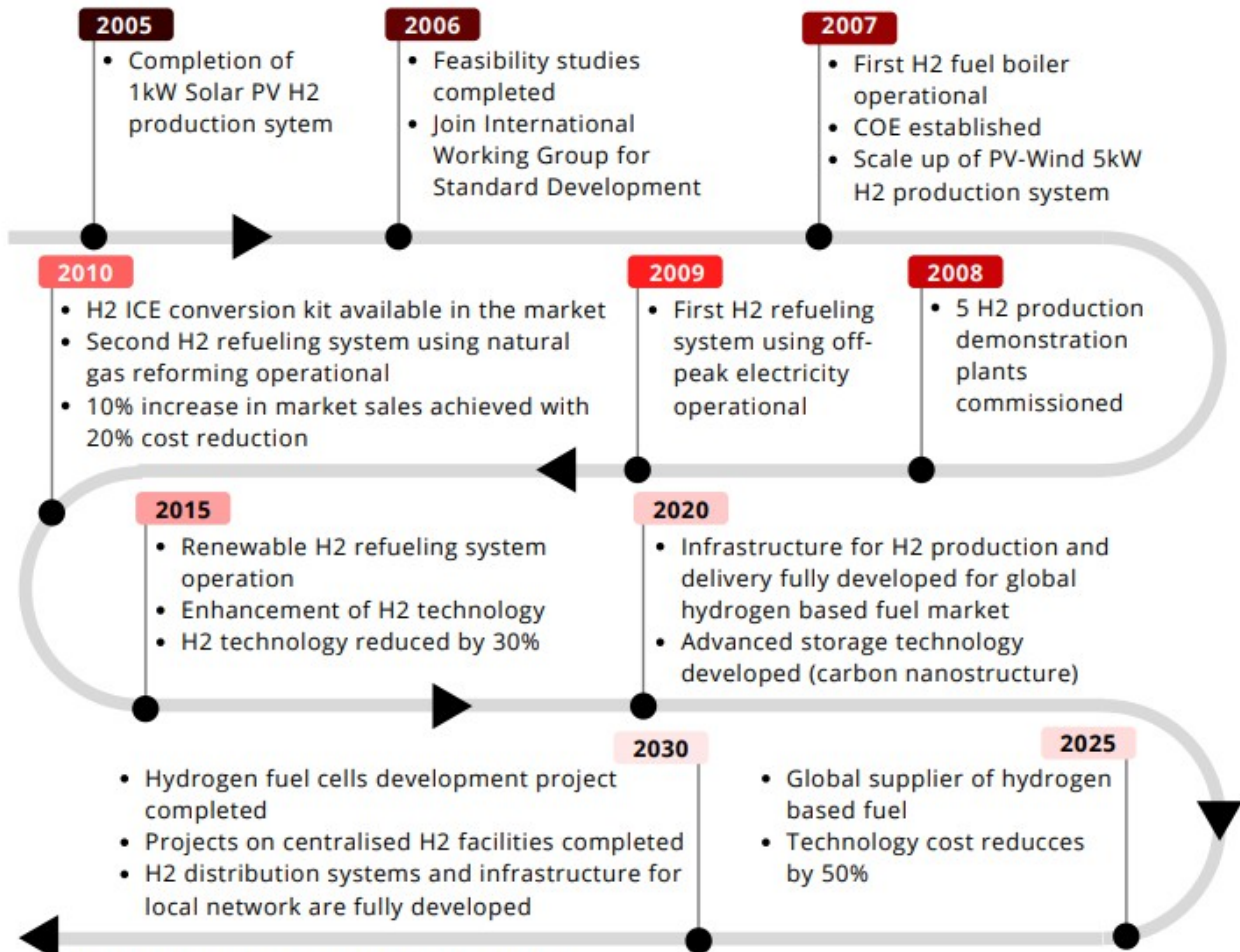 2005
• Completion of
1kW Solar PV H2
production sytem
2006
• Feasibility studies
completed
• Join International
Working Group for
Standard Development
2007
• First H2 fuel boiler
operational
• COE established
• Scale up of PV-Wind 5kW
H2 production system
2008
• 5 H2 production
demonstration
plants
commissioned
2009
• First H2 refueling
system using off-
peak electricity
operational
2010
• H2 ICE conversion kit available in the market
• Second H2 refueling system using natural
gas reforming operational
• 10% increase in market sales achieved with
20% cost reduction
2015
• Renewable H2 refueling system
operation
• Enhancement of H2 technology
• H2 technology reduced by 30%
2020
• Infrastructure for H2 production and
delivery fully developed for global
hydrogen based fuel market
• Advanced storage technology
developed (carbon nanostructure)
2025
• Global supplier of hydrogen
based fuel
• Technology cost reducces
by 50%
2030
• Hydrogen fuel cells development project
completed
• Projects on centralised H2 facilities completed
• H2 distribution systems and infrastructure for
local network are fully developed